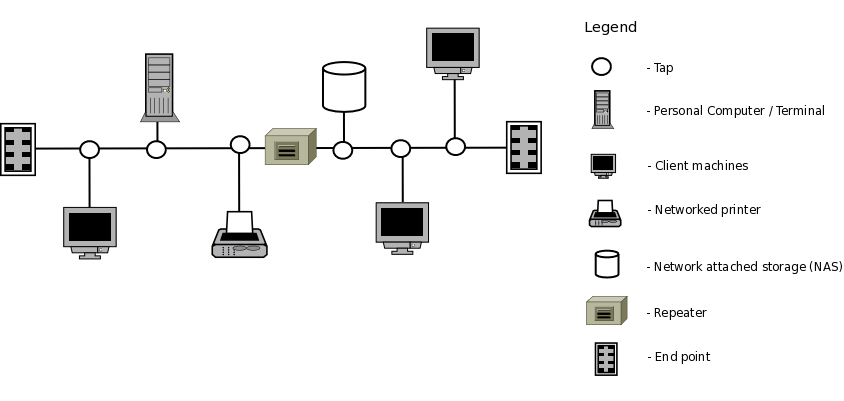 Legend
- Tap
- Personal Computer / Terminal
- Client machines
- Networked printer
- Network attached storage (NAS)
- Repeater
- End point